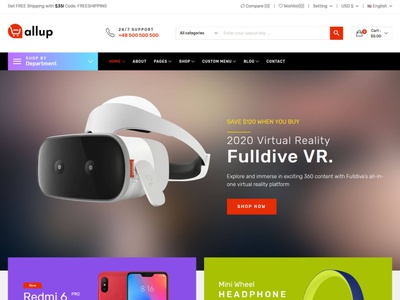 Get FREE Shipping with $35! Code: FREESHIPPING
Compare (0)
Wishlist(0)
Setting
USD $
English
allup
24/7 SUPPORT
+48 500 500 500
All categories
Enter your search key ...
Cart :
$0.00
SHOP BY
Department
HOME
ABOUT
PAGES
SHOP
CUSTOM MENU
BLOG
CONTACT
SAVE $120 WHEN YOU BUY
2020 Virtual Reality
Fulldive VR.
Explore and immerse in exciting 360 content with Fulldive's all-in-
one virtual reality platform
SHOP NOW
New
Redmi 6 PRO
Mini Wheel
HEADPHONE